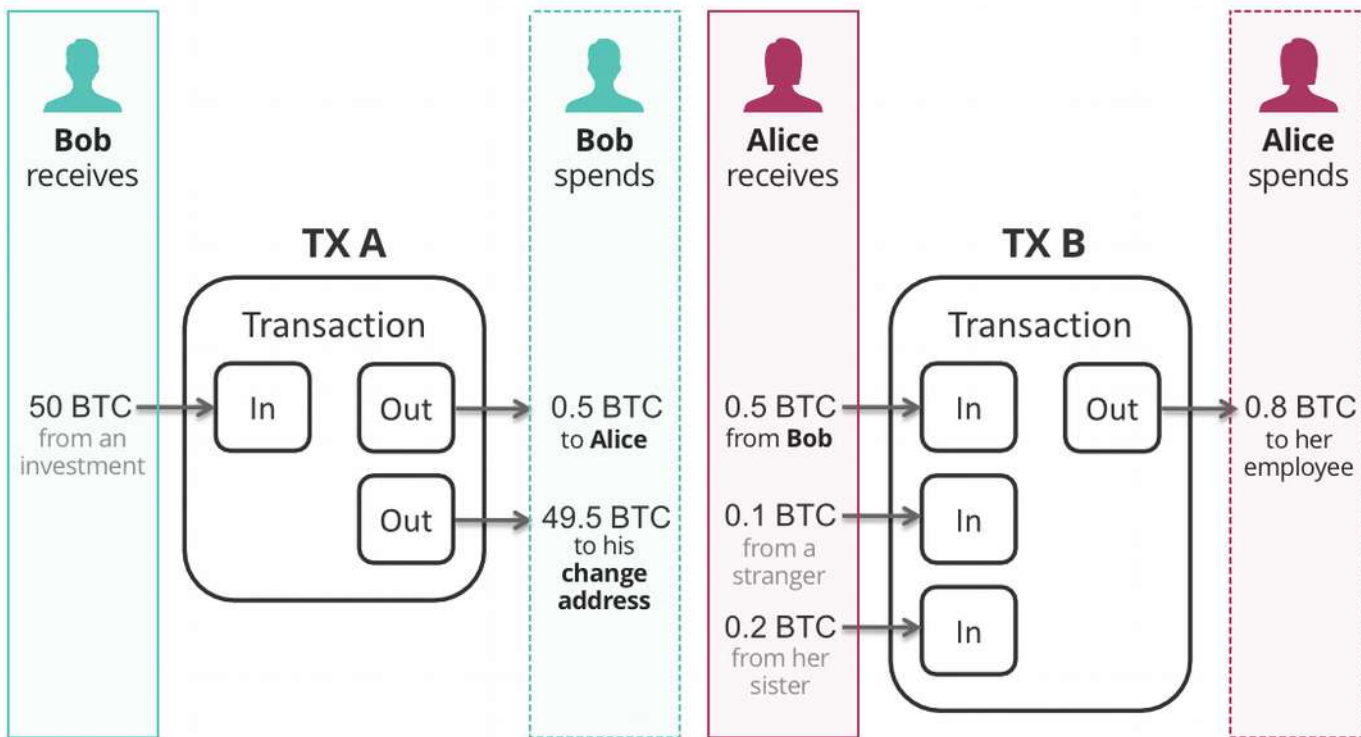 Bob
receives
Bob
spends
Alice
receives
Alice
spends
TX A
TX B
Transaction
In
Out
Out
50 BTC
from an
investment
0.5 BTC
to Alice
49.5 BTC
to his
change
address
0.5 BTC
from Bob
0.1 BTC
from a
stranger
0.2 BTC
from her
sister
Transaction
In
Out
In
In
0.8 BTC
to her
employee